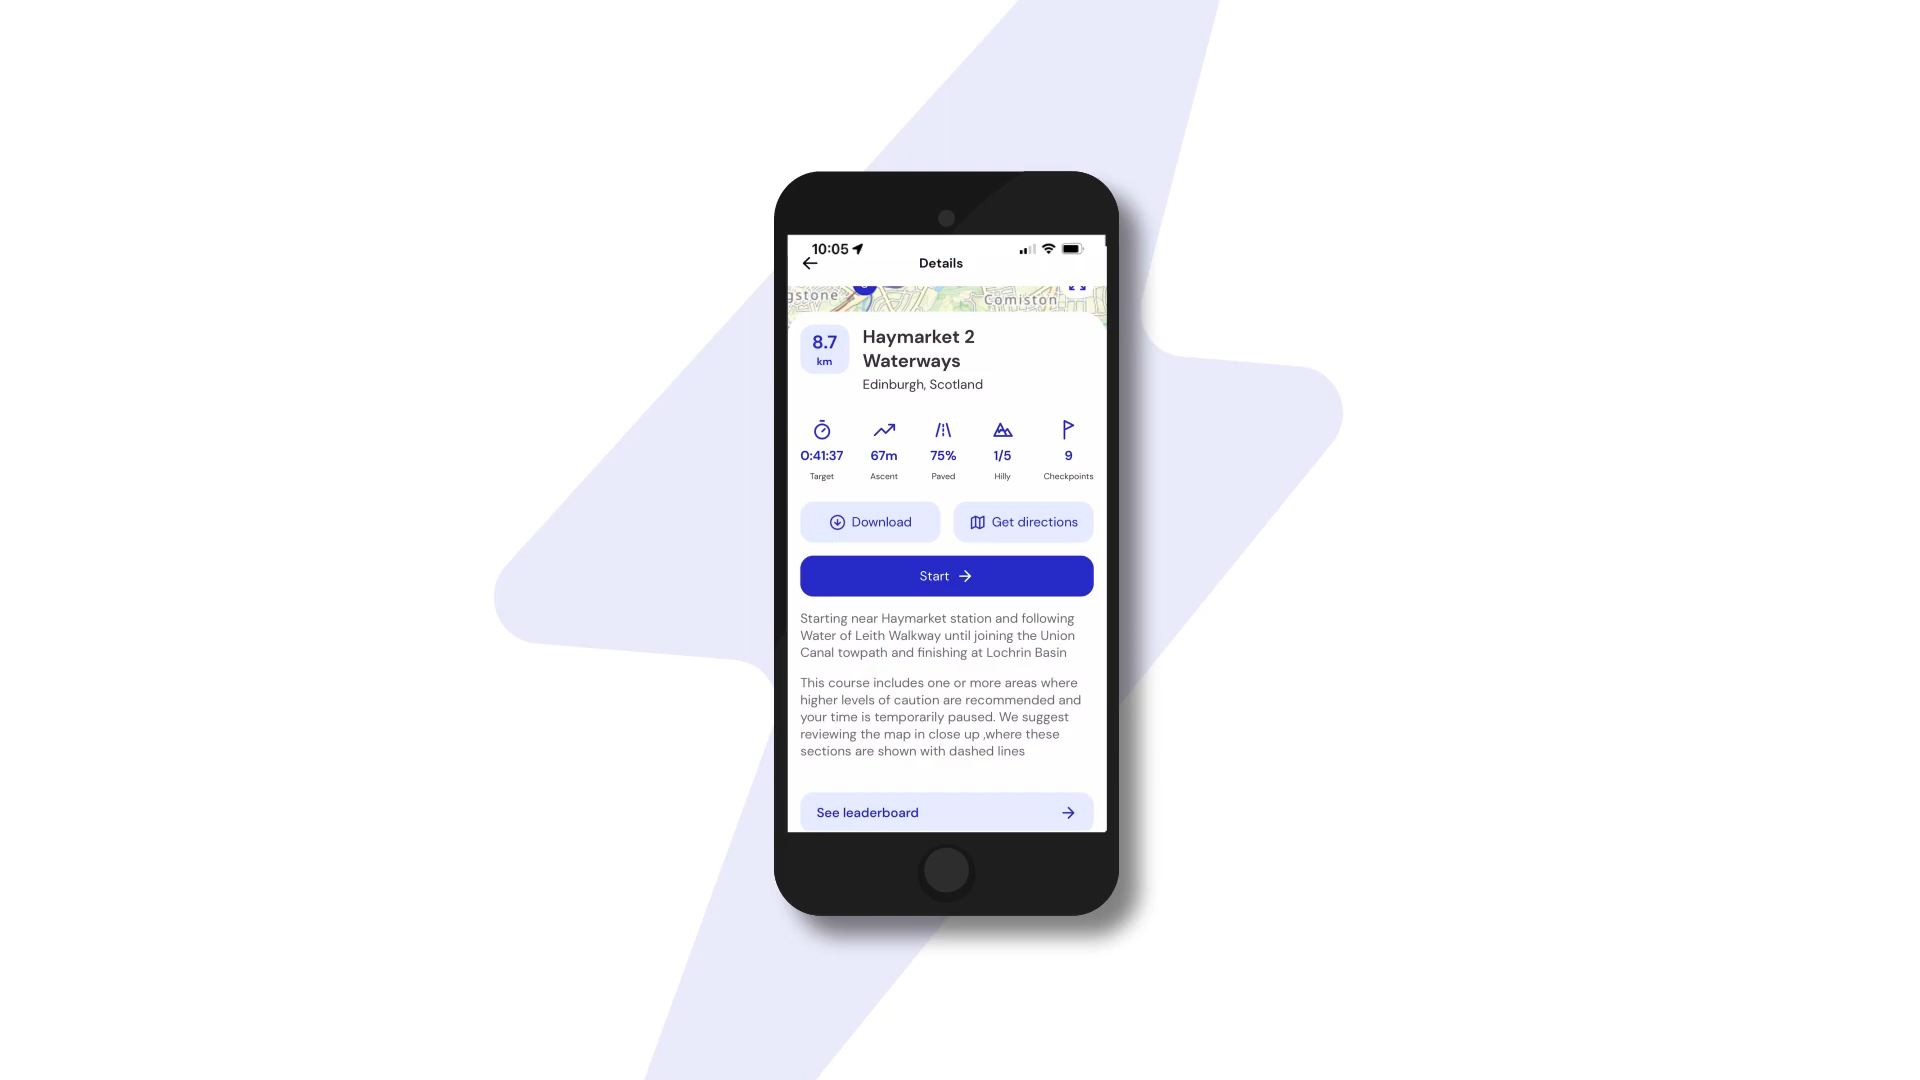 10:05
Details
gstone
Comiston
8.7
km
Haymarket 2
Waterways
Edinburgh, Scotland
0:41:37 67m 75% 1/5 9
Target Ascent Paved Hilly Checkpoints
Download Get directions
Start
Starting near Haymarket station and following
Water of Leith Walkway until joining the Union
Canal towpath and finishing at Lochrin Basin
This course includes one or more areas where
higher levels of caution are recommended and
your time is temporarily paused. We suggest
reviewing the map in close up ,where these
sections are shown with dashed lines
See leaderboard